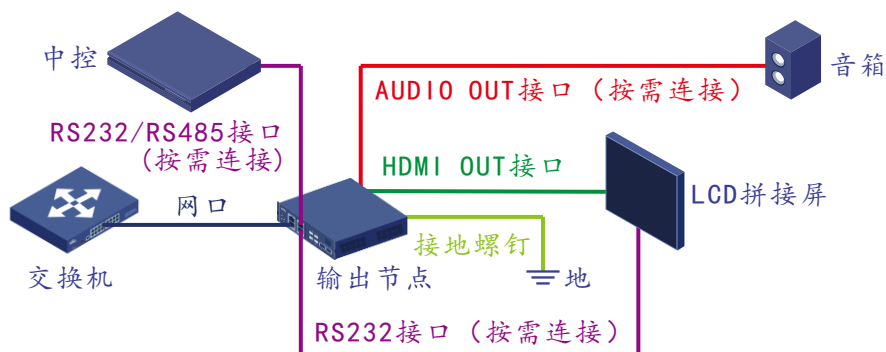 中控
音箱
AUDIO OUT接口（按需连接）
RS232/RS485接口
(按需连接)
HDMI OUT接口
LCD拼接屏
网口
接地螺钉
交换机
输出节点
地
RS232接口（按需连接）